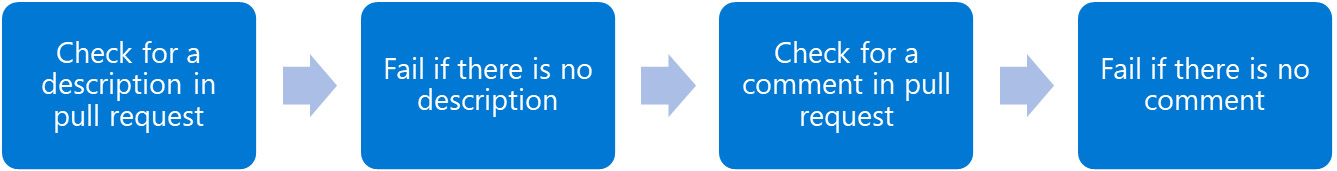 Check for a
description in
pull request
Fail if there is no
description
Check for a
comment in pull
request
Fail if there is no
comment